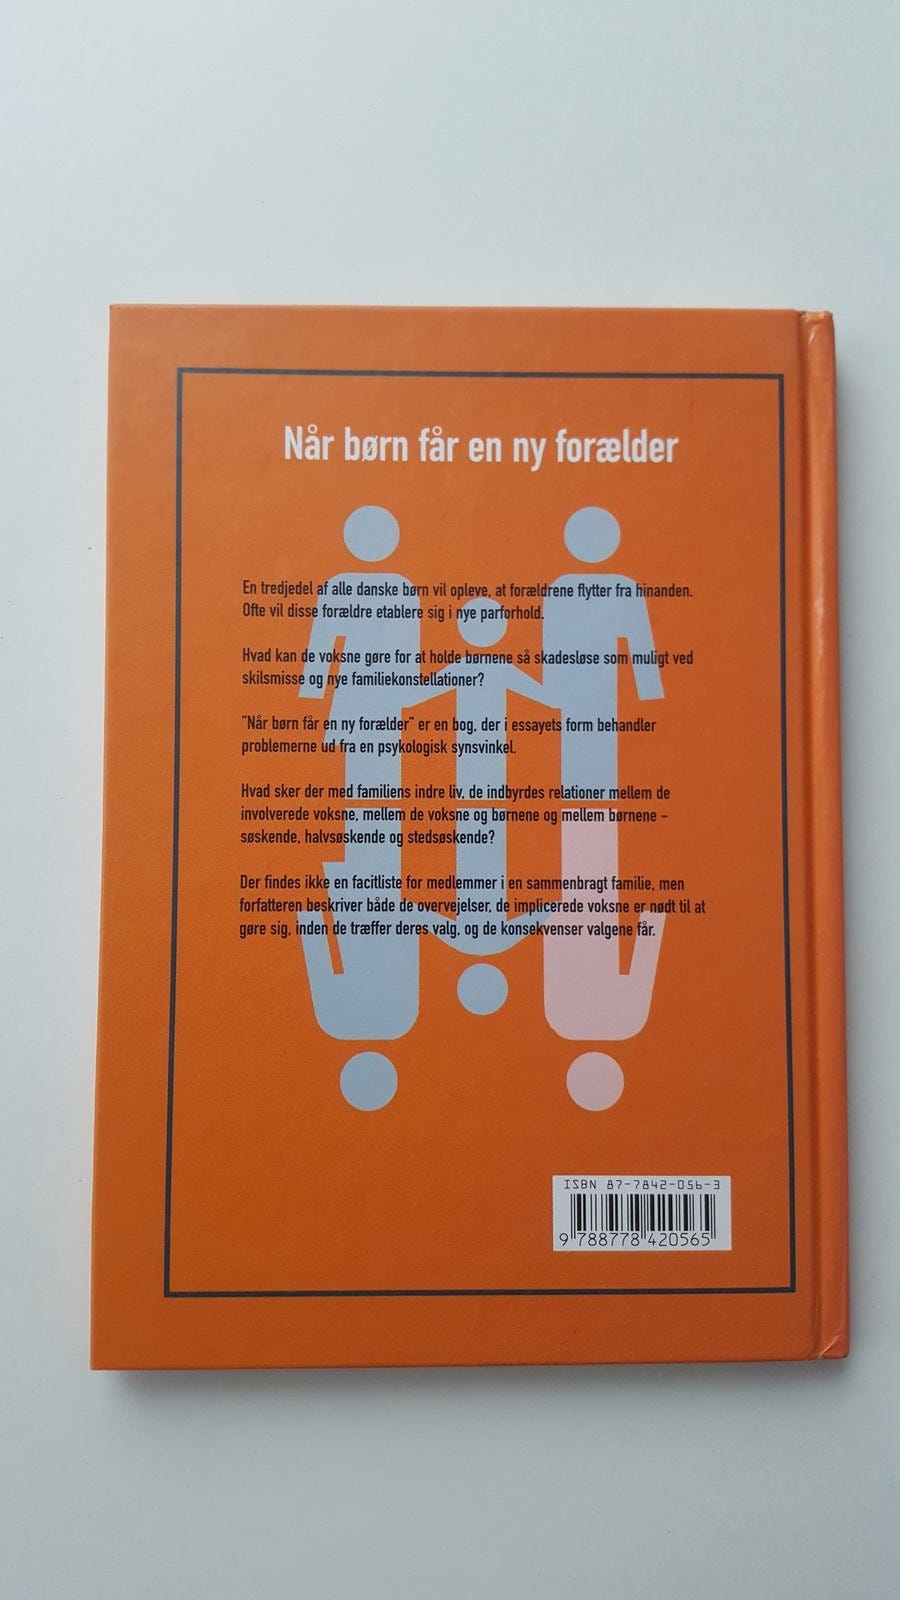 Når børn får en ny forælder
En tredjedel af alle danske børn vil opleve, at forældrene flytter fra hinanden.
Ofte vil disse forældre etablere sig i nye parforhold.
Hvad kan de voksne gøre for at holde børnene så skadesløse som muligt ved
skilsmisse og nye familiekonstellationer?
"Når børn får en ny forælder" er en bog, der i essayets form behandler
problemerne ud fra en psykologisk synsvinkel.
Hvad sker der med familiens indre liv, de indbyrdes relationer mellem de
involverede voksne, mellem de voksne og børnene og mellem børnene –
søskende, halvsøskende og stedsøskende?
Der findes ikke en facitliste for medlemmer i en sammenbragt familie, men
forfatteren beskriver både de overvejelser, de implicerede voksne er nødt til at
gøre sig, inden de træffer deres valg, og de konsekvenser valgene får.
ISBN 87-7842-056-3
9 788778 420565